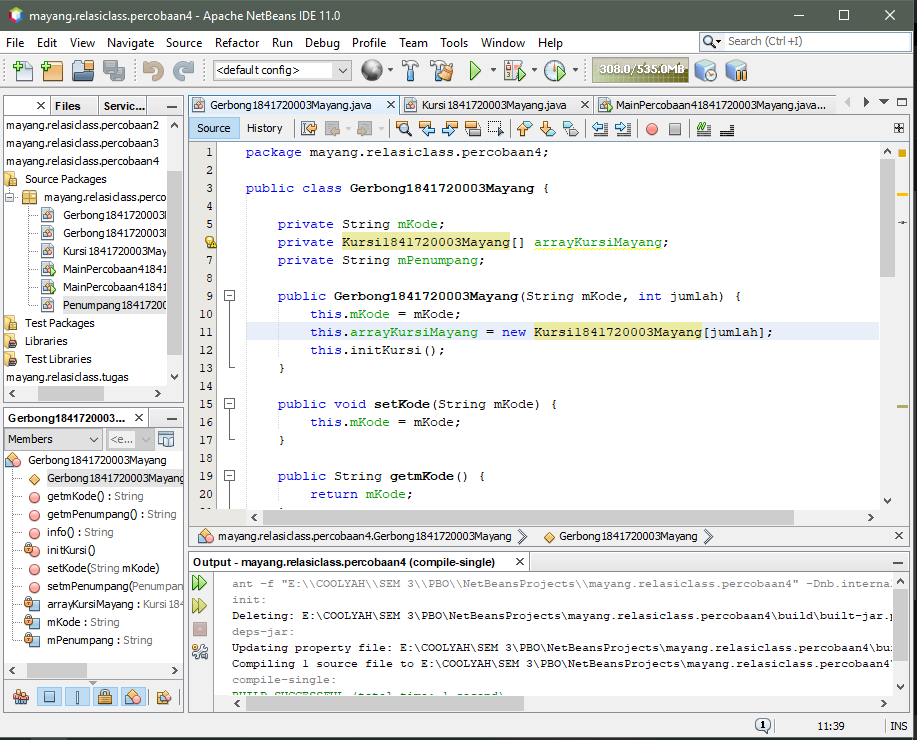 mayang.relasiclass.percobaan4 - Apache NetBeans IDE 11.0
File Edit View Navigate Source Refactor Run Debug Profile Team Tools Window Help
Search (Ctrl+I)
<default config>
308.0/535.0MB
Files Servic...
mayang.relasiclass.percobaan2
mayang.relasiclass.percobaan3
mayang.relasiclass.percobaan4
Source Packages
mayang.relasiclass.perco
Gerbong1841720003
Gerbong1841720003
Kursi1841720003May
MainPercobaan41841
MainPercobaan41841
Penumpang1841720
Test Packages
Libraries
Test Libraries
mayang.relasiclass.tugas
Gerbong184172003...
Members
<e...
Gerbong1841720003Mayang
Gerbong1841720003Mayang
getmKode() : String
getmPenumpang() : String
info() : String
initKursi()
setKode(String mKode)
setmPenumpang(Penumpan
arrayKursiMayang : Kursi184
mKode : String
mPenumpang : String
Gerbong1841720003Mayang.java
Kursi1841720003Mayang.java
MainPercobaan41841720003Mayang.java...
Source History
1 package mayang.relasiclass.percobaan4;
2
3 public class Gerbong1841720003Mayang {
4
5 private String mKode;
private Kursi1841720003Mayang[] arrayKursiMayang;
7 private String mPenumpang;
8
9 public Gerbong1841720003Mayang(String mKode, int jumlah) {
10 this.mKode = mKode;
11 this.arrayKursiMayang = new Kursi1841720003Mayang[jumlah];
12 this.initKursi();
13 }
14
15 public void setKode(String mKode) {
16 this.mKode = mKode;
17 }
18
19 public String getmKode() {
20 return mKode;
mayang.relasiclass.percobaan4.Gerbong1841720003Mayang
Gerbong1841720003Mayang
Output - mayang.relasiclass.percobaan4 (compile-single)
ant -f "E:\\COOLYAH\\SEM 3\\PBO\\NetBeansProjects\\mayang.relasiclass.percobaan4" -Dnb.interna
init:
Deleting: E:\COOLYAH\SEM 3\PBO\NetBeansProjects\mayang.relasiclass.percobaan4\build\built-jar.p
deps-jar:
Updating property file: E:\COOLYAH\SEM 3\PBO\NetBeansProjects\mayang.relasiclass.percobaan4\bui
Compiling 1 source file to E:\COOLYAH\SEM 3\PBO\NetBeansProjects\mayang.relasiclass.percobaan4\
compile-single:
BUILD SUCCESSFUL (total time: 1 second)
1
11:39
INS